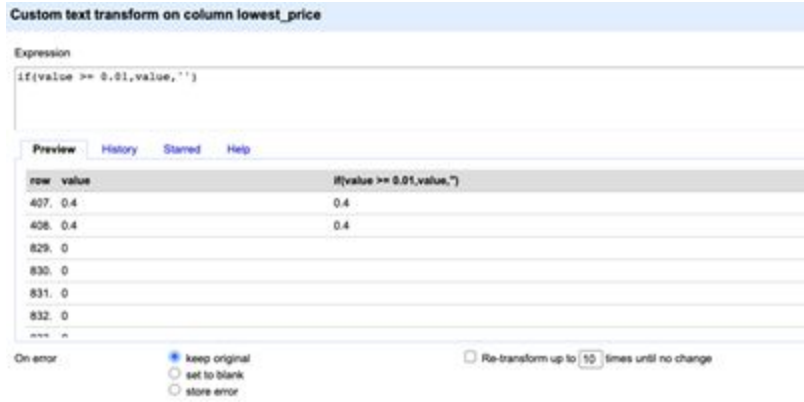 Custom text transform on column lowest_price
Expression
if(value >= 0.01,value,'')
Preview History Starred Help
row value if(value >= 0.01,value,'')
407. 0.4 0.4
408. 0.4 0.4
829. 0
830. 0
831. 0
832. 0
On error keep original Re-transform up to 10 times until no change
set to blank
store error